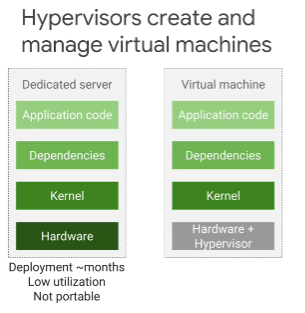 Hypervisors create and
manage virtual machines
Dedicated server
Application code
Dependencies
Kernel
Hardware
Deployment ~months
Low utilization
Not portable
Virtual machine
Application code
Dependencies
Kernel
Hardware +
Hypervisor